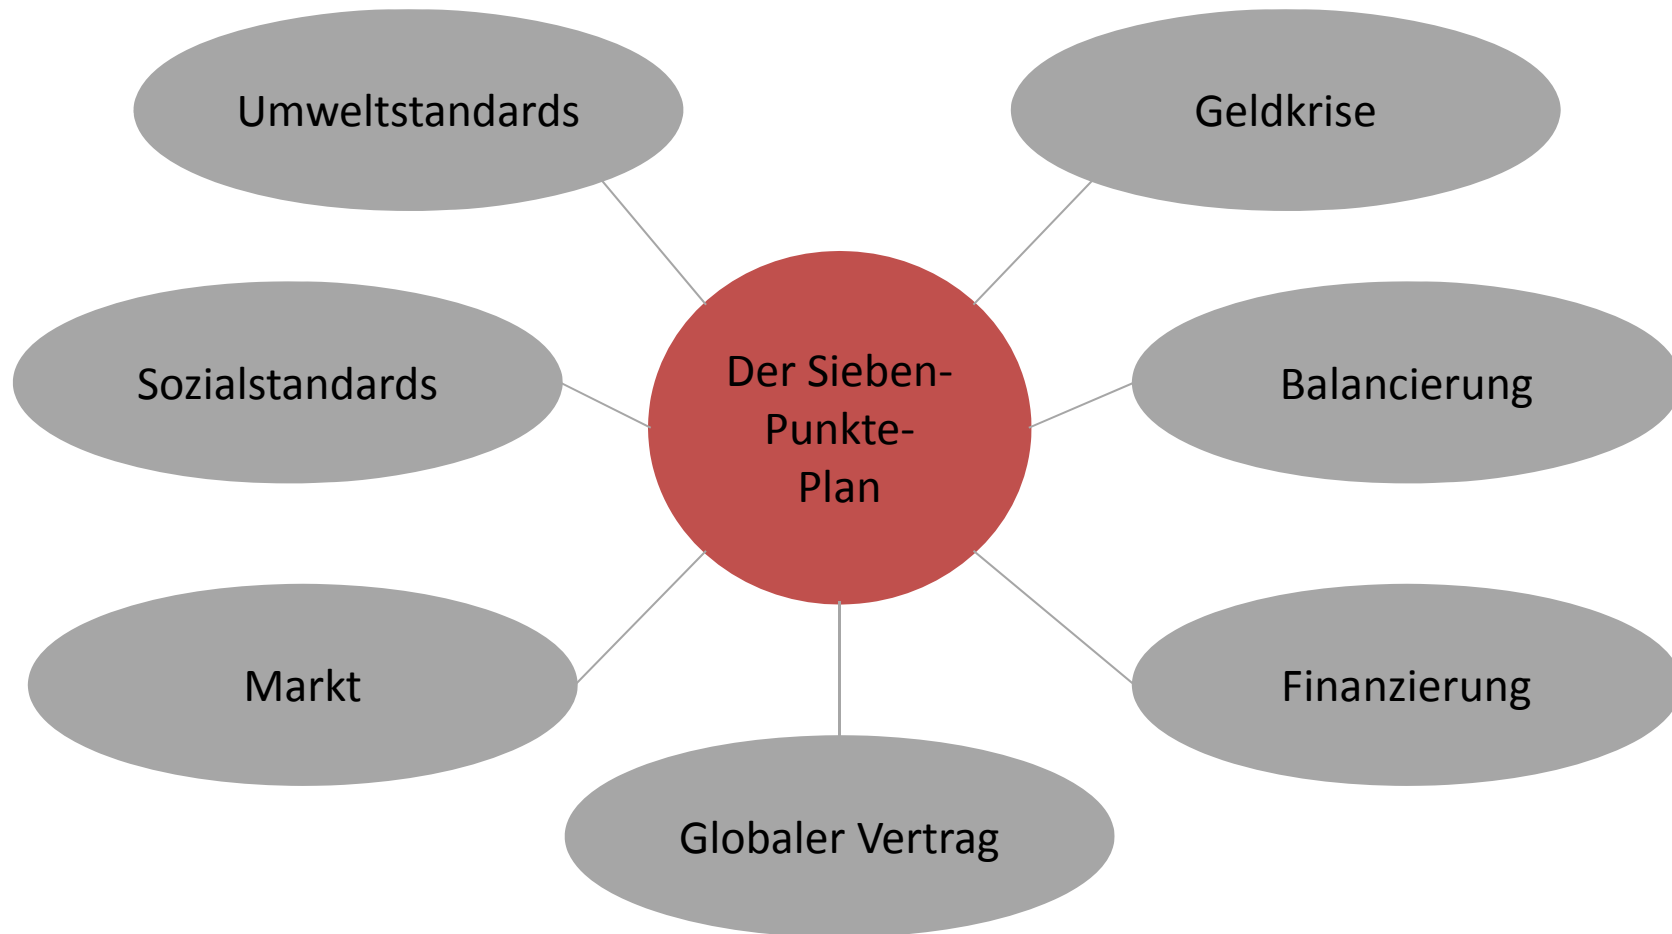 Umweltstandards
Geldkrise
Sozialstandards
Der Sieben-
Punkte-
Plan
Balancierung
Markt
Finanzierung
Globaler Vertrag